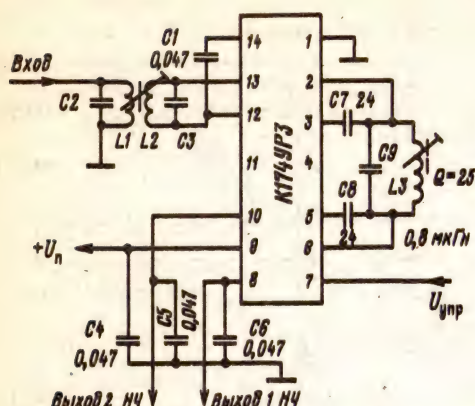 C1
0,047
Вход
C2
L1 L2
C3
14
13
12
11
10
9
8
К174УР3
1
2
3
4
5
6
7
C7 24
C9
L3
Q=25
C8
24
0,8 мкГн
+Uп
Uупр
C4
0,047
C5
0,047
C6
0,047
Выход 2 НЧ
Выход 1 НЧ